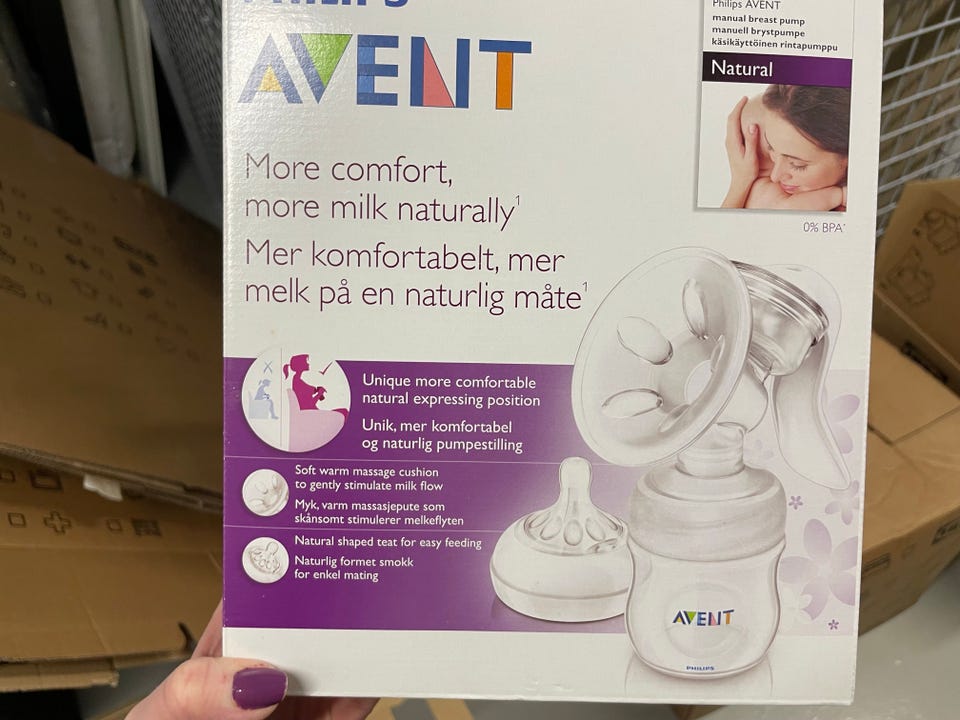 PHILIPS
AVENT
Philips AVENT
manual breast pump
manuell brystpumpe
käsikäyttöinen rintapumppu
Natural
More comfort,
more milk naturally¹
Mer komfortabelt, mer
melk på en naturlig måte¹
0% BPA*
Unique more comfortable
natural expressing position
Unik, mer komfortabel
og naturlig pumpestilling
Soft warm massage cushion
to gently stimulate milk flow
Myk, varm massasjepute som
skånsomt stimulerer melkeflyten
Natural shaped teat for easy feeding
Naturlig formet smokk
for enkel mating
AVENT
PHILIPS